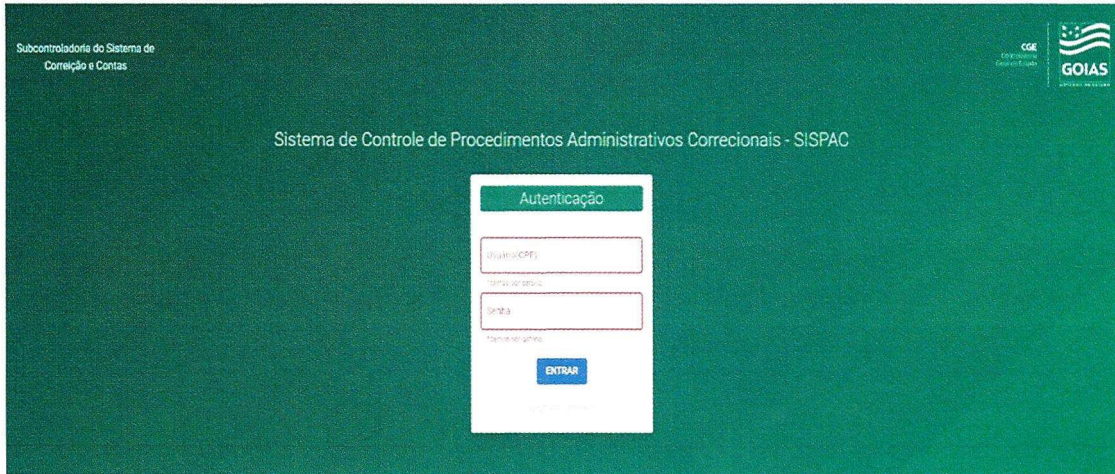 Subcontroladoria do Sistema de
Correição e Contas
CGE
GOIÁS
Sistema de Controle de Procedimentos Administrativos Correcionais - SISPAC
Autenticação
Usuário(CPF)
Senha
ENTRAR